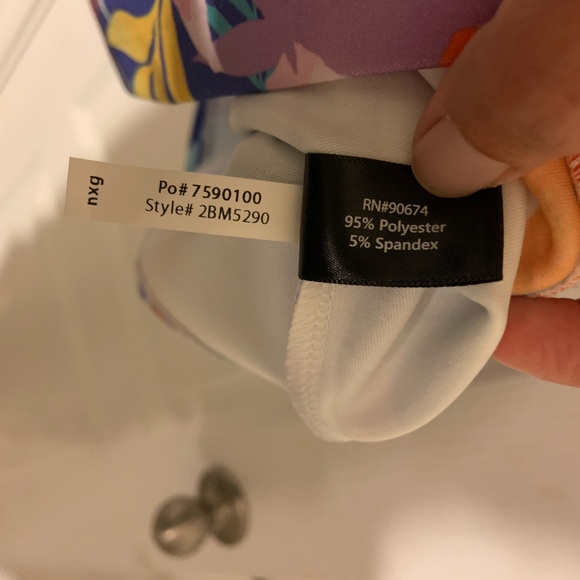 nxg
Po# 7590100
Style# 2BM5290
RN#90674
95% Polyester
5% Spandex